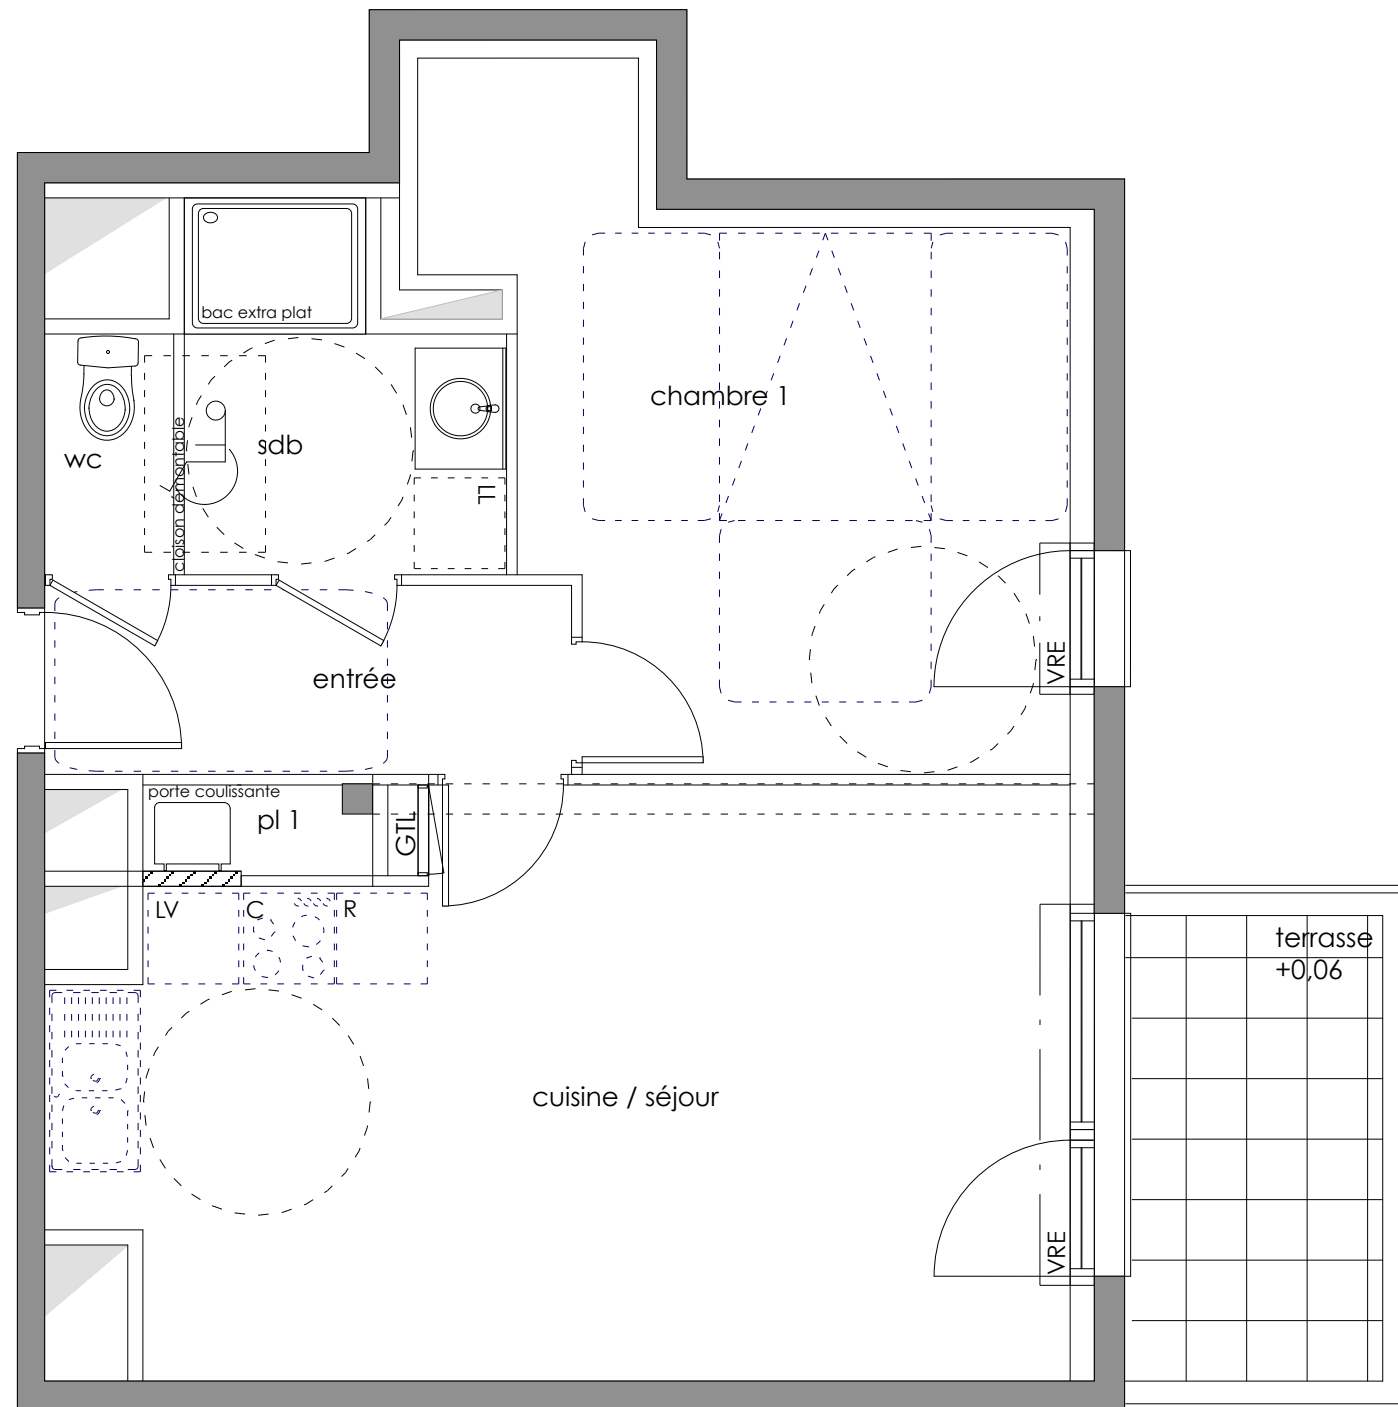 bac extra plat
chambre 1
wc
sdb
cloison démontable
LL
VRE
entrée
porte coulissante
pl 1
GTL
LV
C
R
terrasse
+0,06
cuisine / séjour
VRE